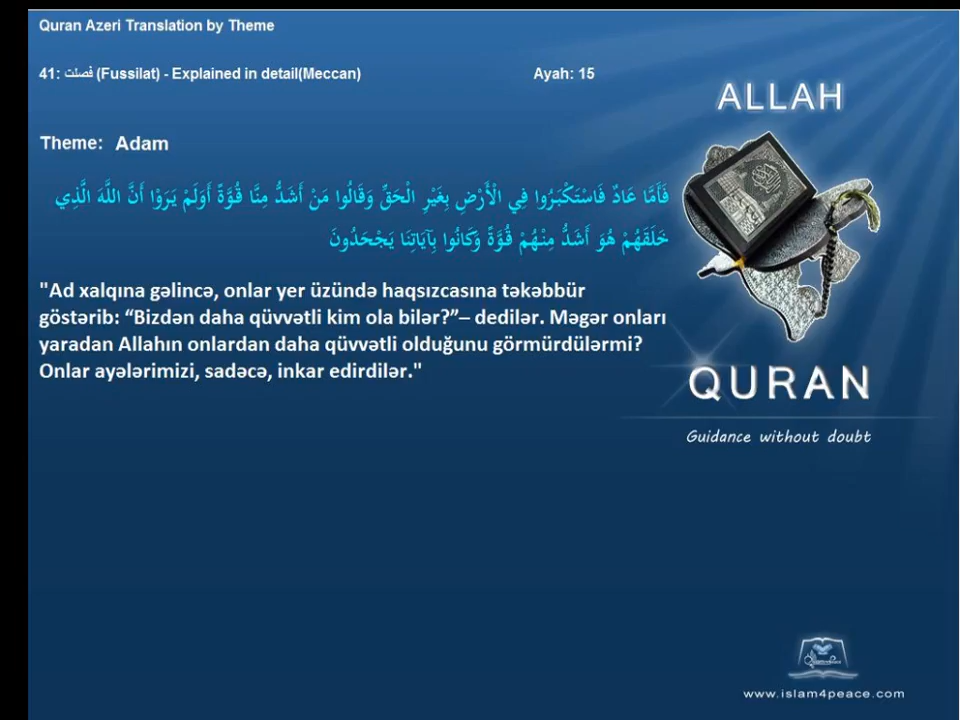 Quran Azeri Translation by Theme
41: فصلت (Fussilat) - Explained in detail(Meccan) Ayah: 15
ALLAH
Theme: Adam
فَأَمَّا عَادٌ فَاسْتَكْبَرُوا فِي الْأَرْضِ بِغَيْرِ الْحَقِّ وَقَالُوا مَنْ أَشَدُّ مِنَّا قُوَّةً أَوَلَمْ يَرَوْا أَنَّ اللَّهَ الَّذِي
خَلَقَهُمْ هُوَ أَشَدُّ مِنْهُمْ قُوَّةً وَكَانُوا بِآيَاتِنَا يَجْحَدُونَ
"Ad xalqına gəlincə, onlar yer üzündə haqsızcasına təkəbbür
göstərib: “Bizdən daha qüvvətli kim ola bilər?”– dedilər. Məgər onları
yaradan Allahın onlardan daha qüvvətli olduğunu görmürdülərmi?
Onlar ayələrimizi, sadəcə, inkar edirdilər."
QURAN
Guidance without doubt
www.islam4peace.com